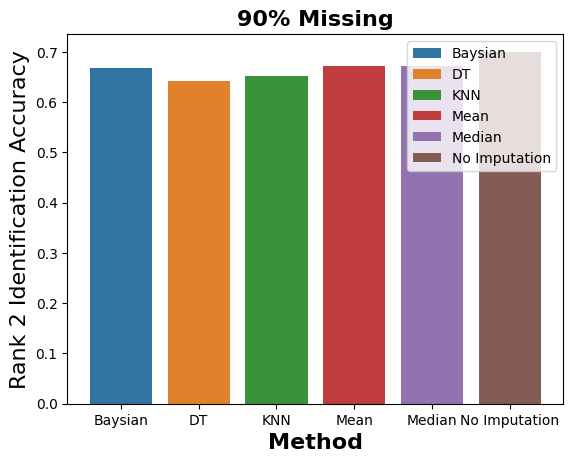 90% Missing
Rank 2 Identification Accuracy
0.7
0.6
0.5
0.4
0.3
0.2
0.1
0.0
Baysian
DT
KNN
Mean
Median
No Imputation
Baysian DT KNN Mean Median No Imputation
Method